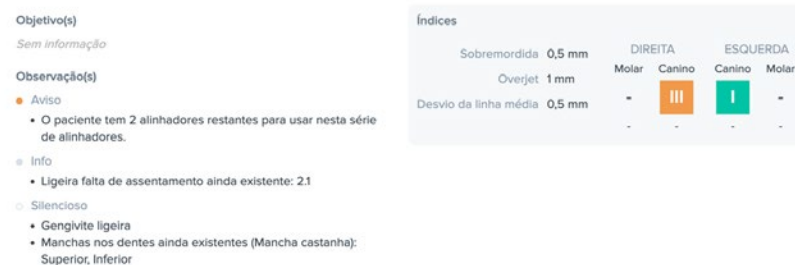 Objetivo(s)
Sem informação
Observação(s)
Aviso
• O paciente tem 2 alinhadores restantes para usar nesta série
de alinhadores.
Info
• Ligeira falta de assentamento ainda existente: 2.1
Silencioso
• Gengivite ligeira
• Manchas nos dentes ainda existentes (Mancha castanha):
Superior, Inferior
Índices
Sobremordida 0,5 mm
Overjet 1 mm
Desvio da linha média 0,5 mm
DIREITA ESQUERDA
Molar Canino Canino Molar
- III I -
- - - -